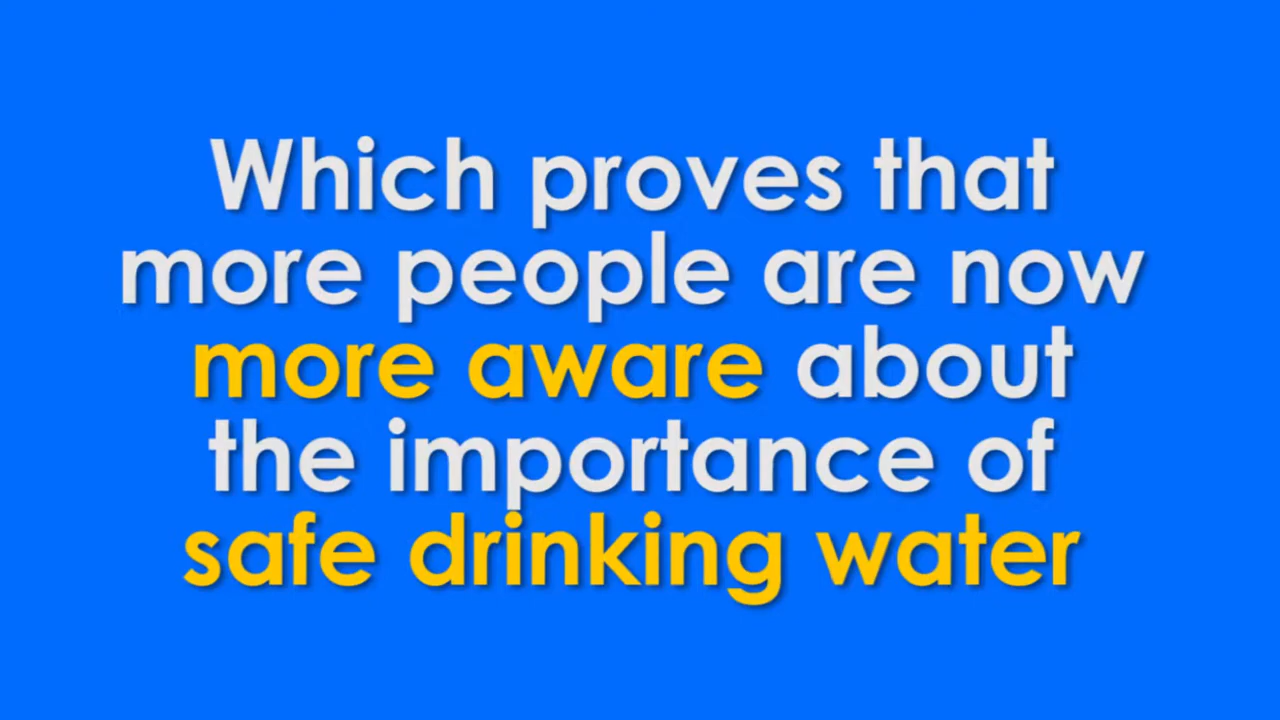 Which proves that
more people are now
more aware about
the importance of
safe drinking water